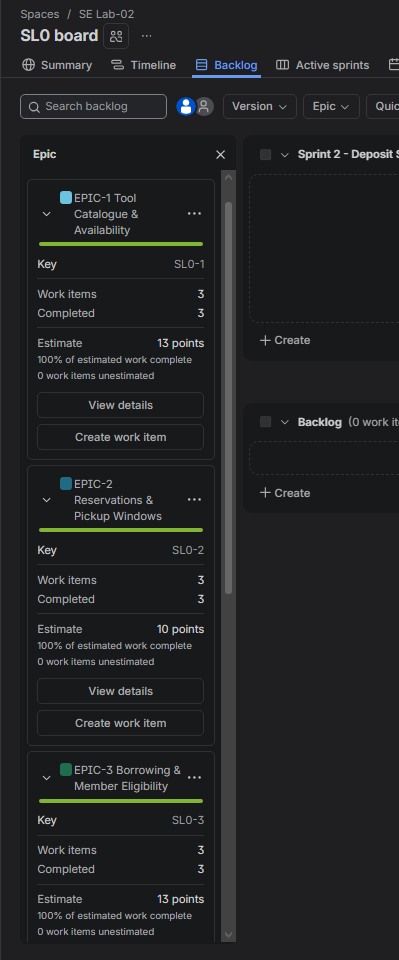 Spaces / SE Lab-02
SL0 board
Summary Timeline Backlog Active sprints
Search backlog Version Epic Quic
Epic
EPIC-1 Tool
Catalogue &
Availability
Key SL0-1
Work items 3
Completed 3
Estimate 13 points
100% of estimated work complete
0 work items unestimated
View details
Create work item
EPIC-2
Reservations &
Pickup Windows
Key SL0-2
Work items 3
Completed 3
Estimate 10 points
100% of estimated work complete
0 work items unestimated
View details
Create work item
EPIC-3 Borrowing &
Member Eligibility
Key SL0-3
Work items 3
Completed 3
Estimate 13 points
100% of estimated work complete
0 work items unestimated
Sprint 2 - Deposit S
+ Create
Backlog (0 work ite
+ Create